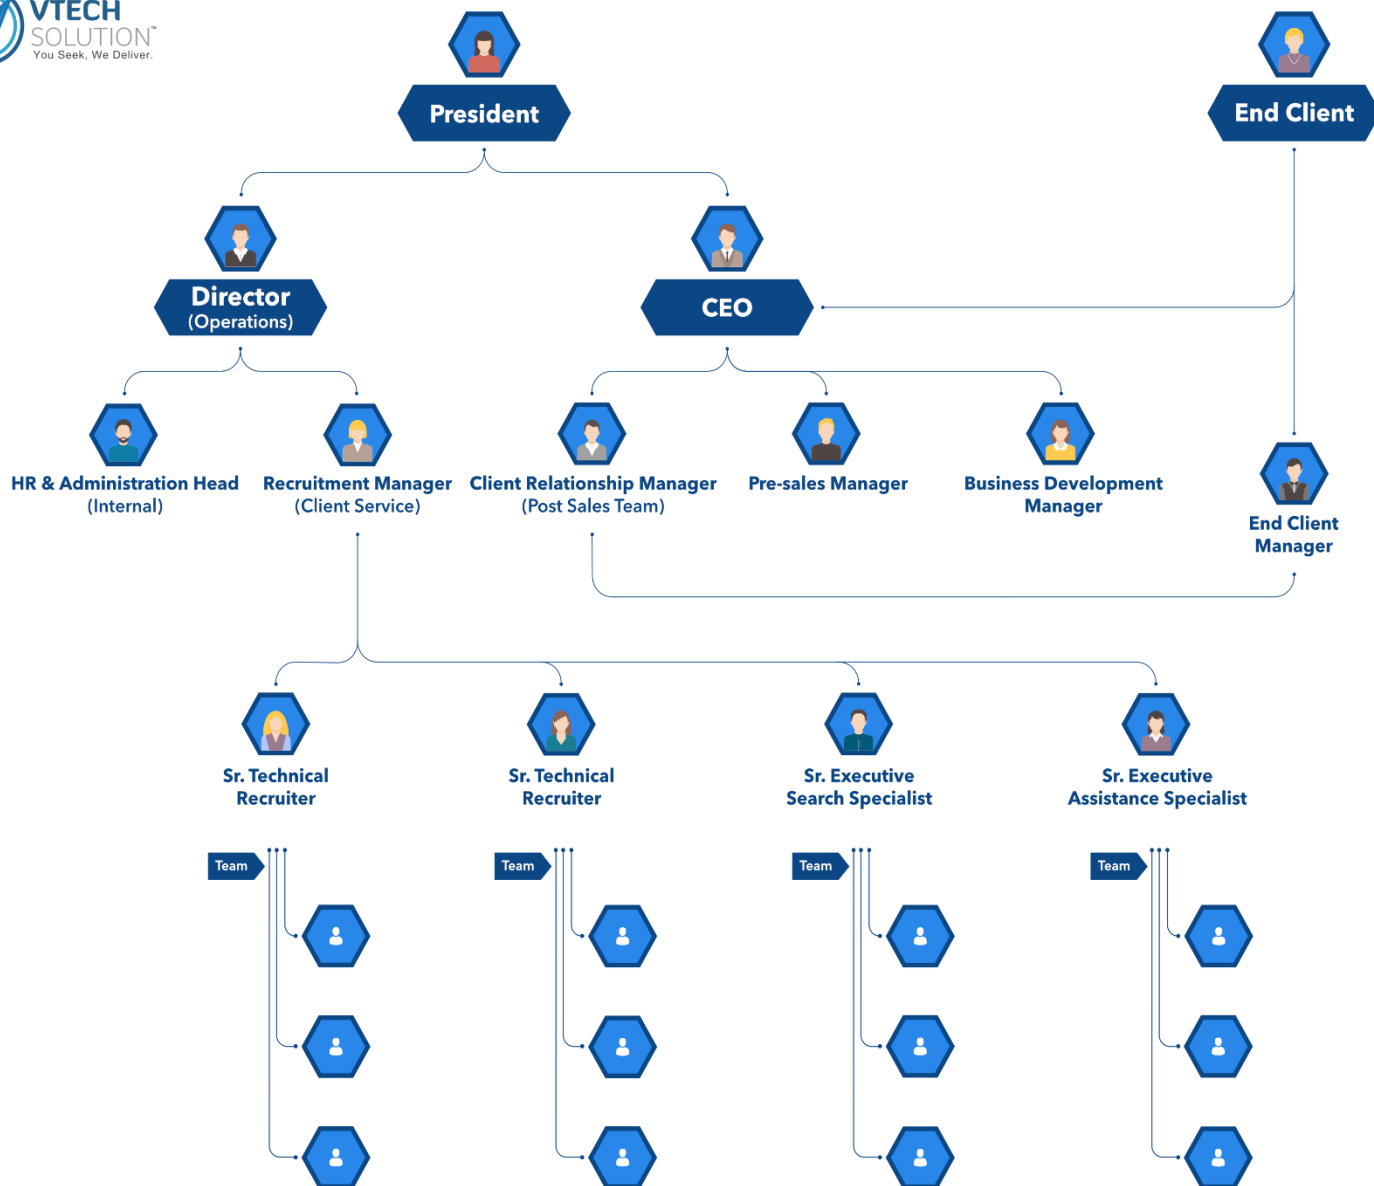 VTECH
SOLUTION™
You Seek, We Deliver.
President
End Client
Director
(Operations)
CEO
HR & Administration Head
(Internal)
Recruitment Manager
(Client Service)
Client Relationship Manager
(Post Sales Team)
Pre-sales Manager
Business Development
Manager
End Client
Manager
Sr. Technical
Recruiter
Sr. Technical
Recruiter
Sr. Executive
Search Specialist
Sr. Executive
Assistance Specialist
Team
Team
Team
Team